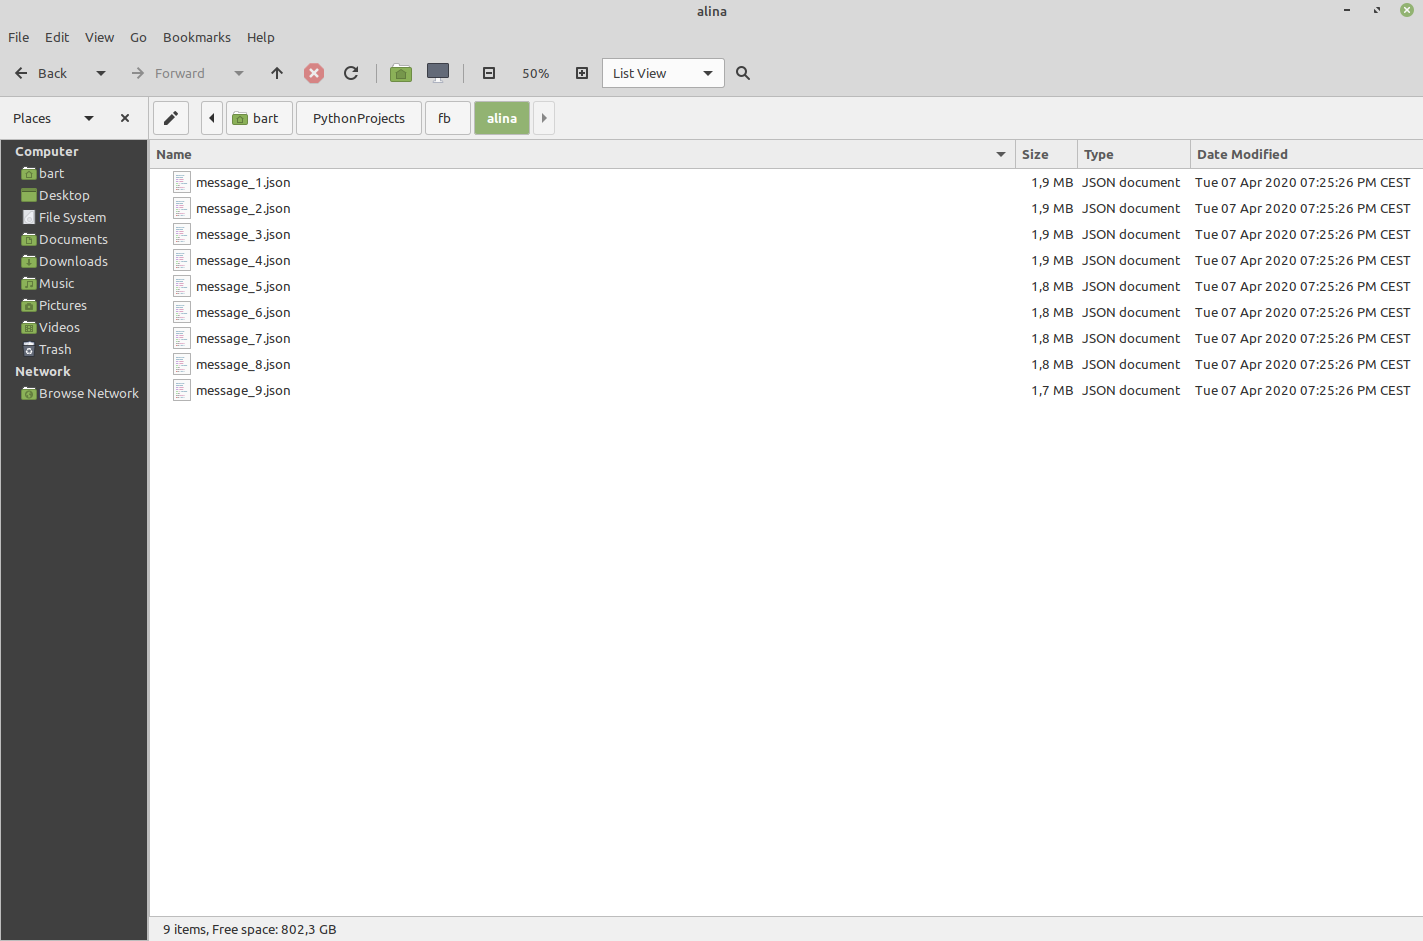 alina
File Edit View Go Bookmarks Help
Back Forward 50% List View
Places bart PythonProjects fb alina
Computer
bart
Desktop
File System
Documents
Downloads
Music
Pictures
Videos
Trash
Network
Browse Network
Name Size Type Date Modified
message_1.json 1,9 MB JSON document Tue 07 Apr 2020 07:25:26 PM CEST
message_2.json 1,9 MB JSON document Tue 07 Apr 2020 07:25:26 PM CEST
message_3.json 1,9 MB JSON document Tue 07 Apr 2020 07:25:26 PM CEST
message_4.json 1,9 MB JSON document Tue 07 Apr 2020 07:25:26 PM CEST
message_5.json 1,8 MB JSON document Tue 07 Apr 2020 07:25:26 PM CEST
message_6.json 1,8 MB JSON document Tue 07 Apr 2020 07:25:26 PM CEST
message_7.json 1,8 MB JSON document Tue 07 Apr 2020 07:25:26 PM CEST
message_8.json 1,8 MB JSON document Tue 07 Apr 2020 07:25:26 PM CEST
message_9.json 1,7 MB JSON document Tue 07 Apr 2020 07:25:26 PM CEST
9 items, Free space: 802,3 GB